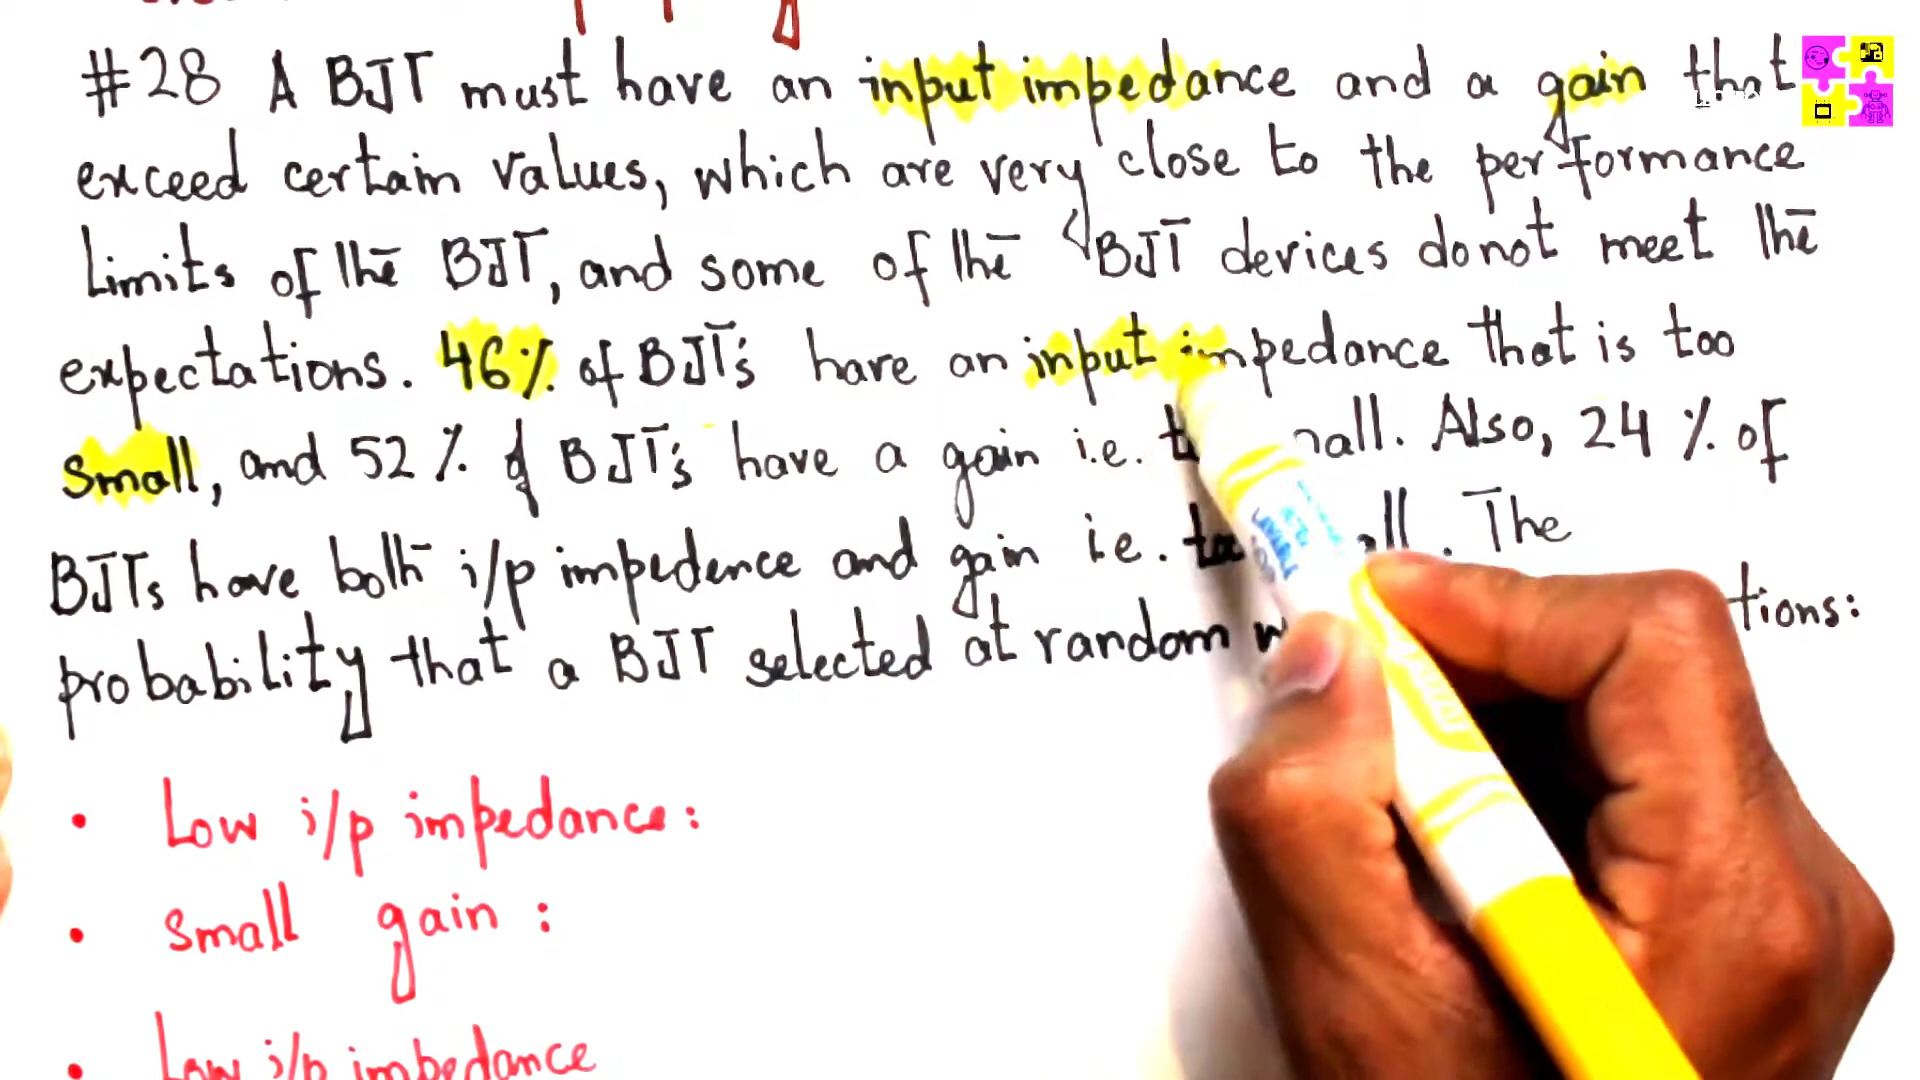 #28 A BJT must have an input impedance and a gain that
exceed certain values, which are very close to the performance
limits of the BJT, and some of the BJT devices do not meet the
expectations. 46% of BJT's have an input impedance that is too
small, and 52% of BJT's have a gain i.e. Also, 24% of
BJTs have both i/p impedence and gain i.e. The
probability that a BJT selected at random
• Low i/p impedance:
• Small gain:
• Low i/p impedance